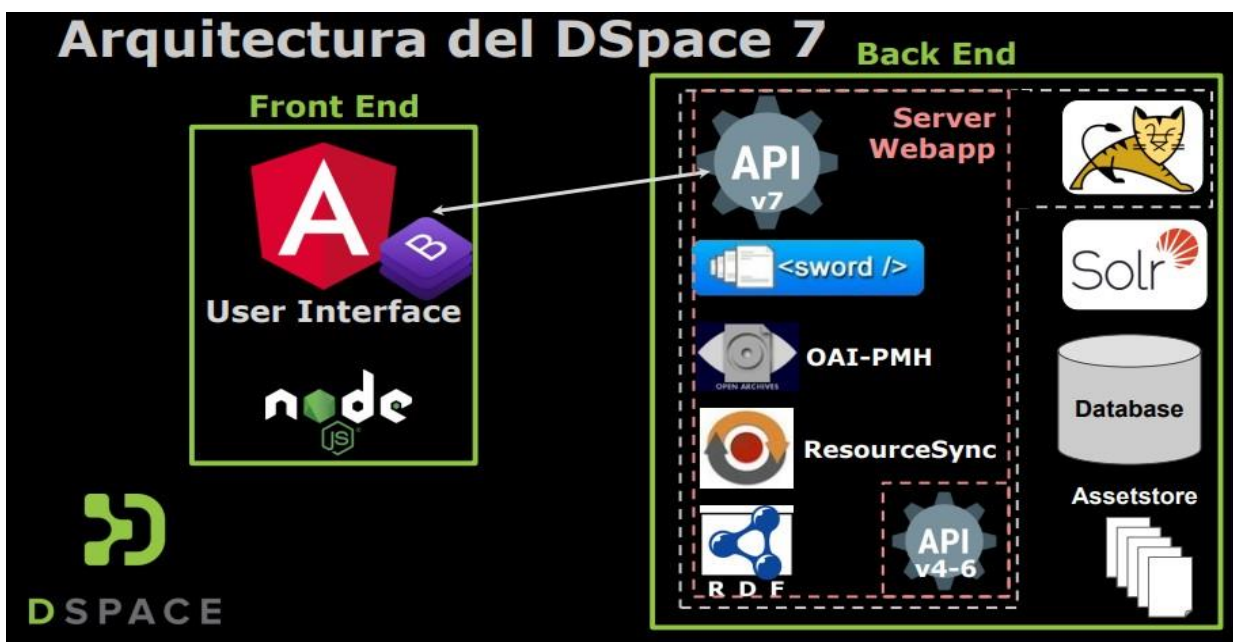 Arquitectura del DSpace 7
Front End
A
B
User Interface
node
JS
DSPACE
Back End
Server
Webapp
API
v7
<sword />
OAI-PMH
OPEN ARCHIVES
ResourceSync
R D F
API
v4-6
Solr
Database
Assetstore